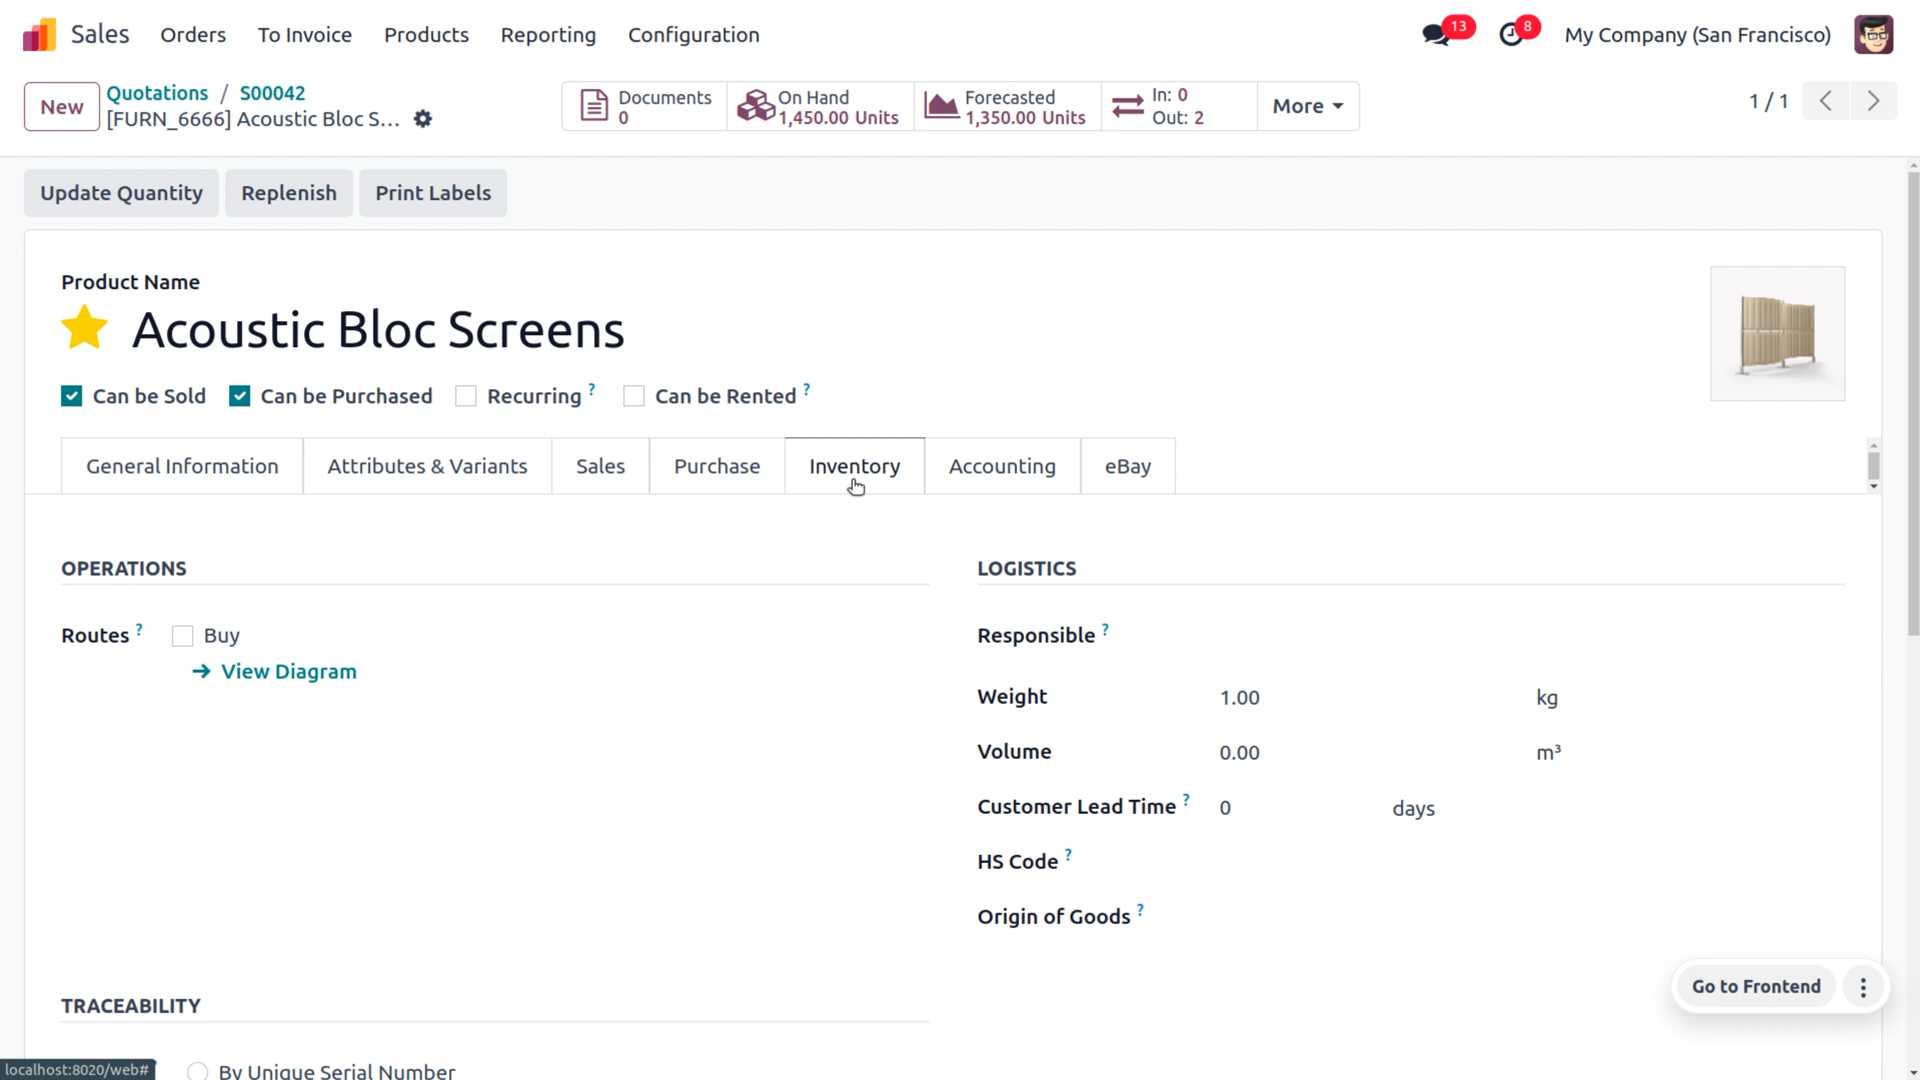 Sales Orders To Invoice Products Reporting Configuration 13 8 My Company (San Francisco)
New Quotations / S00042
[FURN_6666] Acoustic Bloc S...
Documents 0
On Hand 1,450.00 Units
Forecasted 1,350.00 Units
In: 0
Out: 2
More
1 / 1
Update Quantity Replenish Print Labels
Product Name
Acoustic Bloc Screens
Can be Sold Can be Purchased Recurring ? Can be Rented ?
General Information Attributes & Variants Sales Purchase Inventory Accounting eBay
OPERATIONS
Routes ? Buy
→ View Diagram
LOGISTICS
Responsible ?
Weight 1.00 kg
Volume 0.00 m³
Customer Lead Time ? 0 days
HS Code ?
Origin of Goods ?
Go to Frontend
TRACEABILITY
By Unique Serial Number
localhost:8020/web#